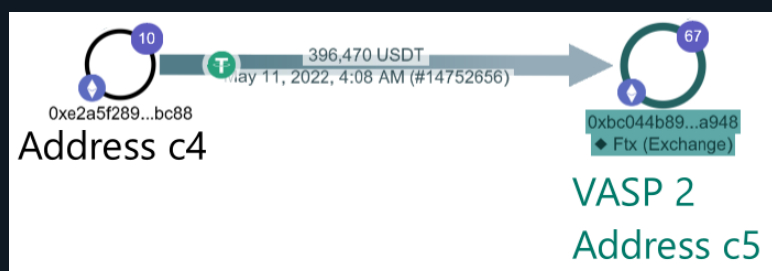 10
67
396,470 USDT
May 11, 2022, 4:08 AM (#14752656)
0xe2a5f289...bc88
Address c4
0xbc044b89...a948
◆ Ftx (Exchange)
VASP 2
Address c5